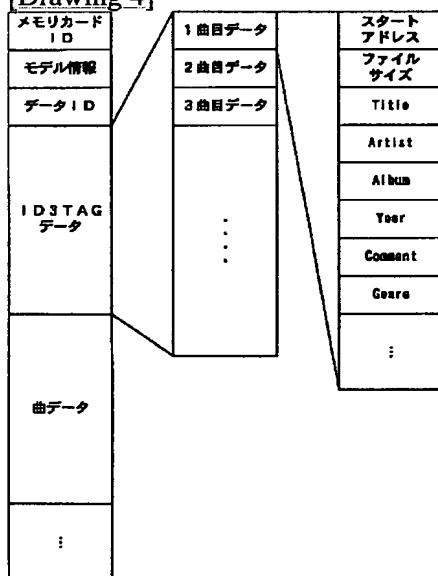 [Drawing 4]
メモリカード
ID
モデル情報
データID
ID3TAG
データ
曲データ
⋮
1曲目データ
2曲目データ
3曲目データ
⋮
スタート
アドレス
ファイル
サイズ
Title
Artist
Album
Year
Comment
Genre
⋮